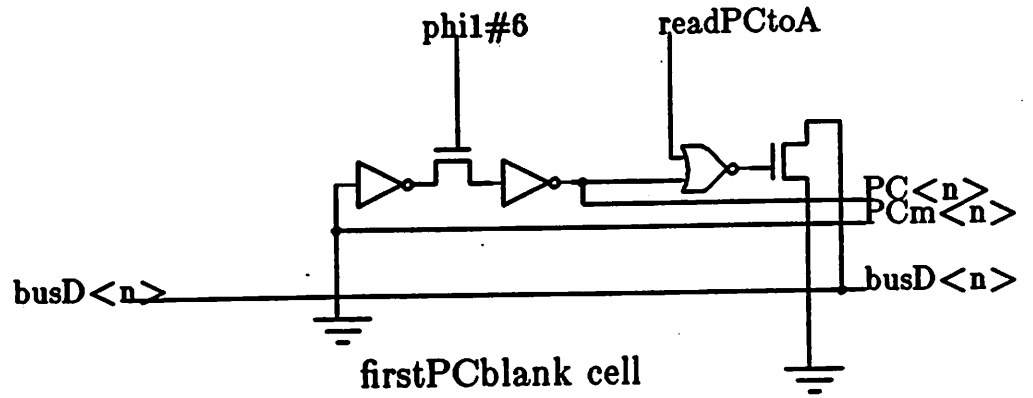 phi1#6
readPCtoA
PC<n>
PCm<n>
busD<n>
busD<n>
firstPCblank cell